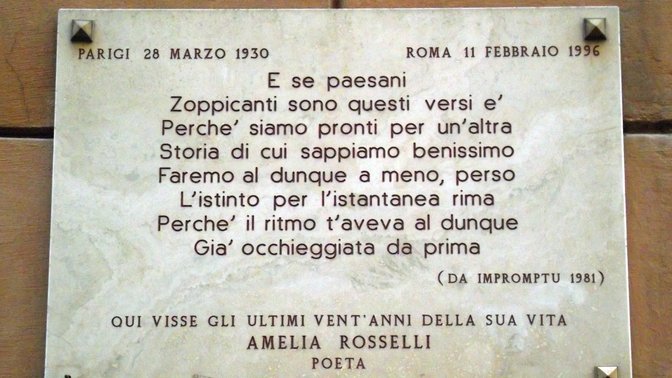 PARIGI 28 MARZO 1930 ROMA 11 FEBBRAIO 1996
E se paesani
Zoppicanti sono questi versi e'
Perche' siamo pronti per un'altra
Storia di cui sappiamo benissimo
Faremo al dunque a meno, perso
L'istinto per l'istantanea rima
Perche' il ritmo t'aveva al dunque
Gia' occhieggiata da prima
(DA IMPROMPTU 1981)
QUI VISSE GLI ULTIMI VENT'ANNI DELLA SUA VITA
AMELIA ROSSELLI
POETA